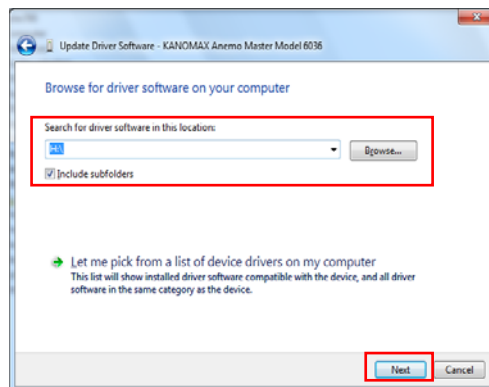 Update Driver Software - KANOMAX Anemo Master Model 6036
Browse for driver software on your computer
Search for driver software in this location:
Browse...
Include subfolders
Let me pick from a list of device drivers on my computer
This list will show installed driver software compatible with the device, and all driver
software in the same category as the device.
Next Cancel